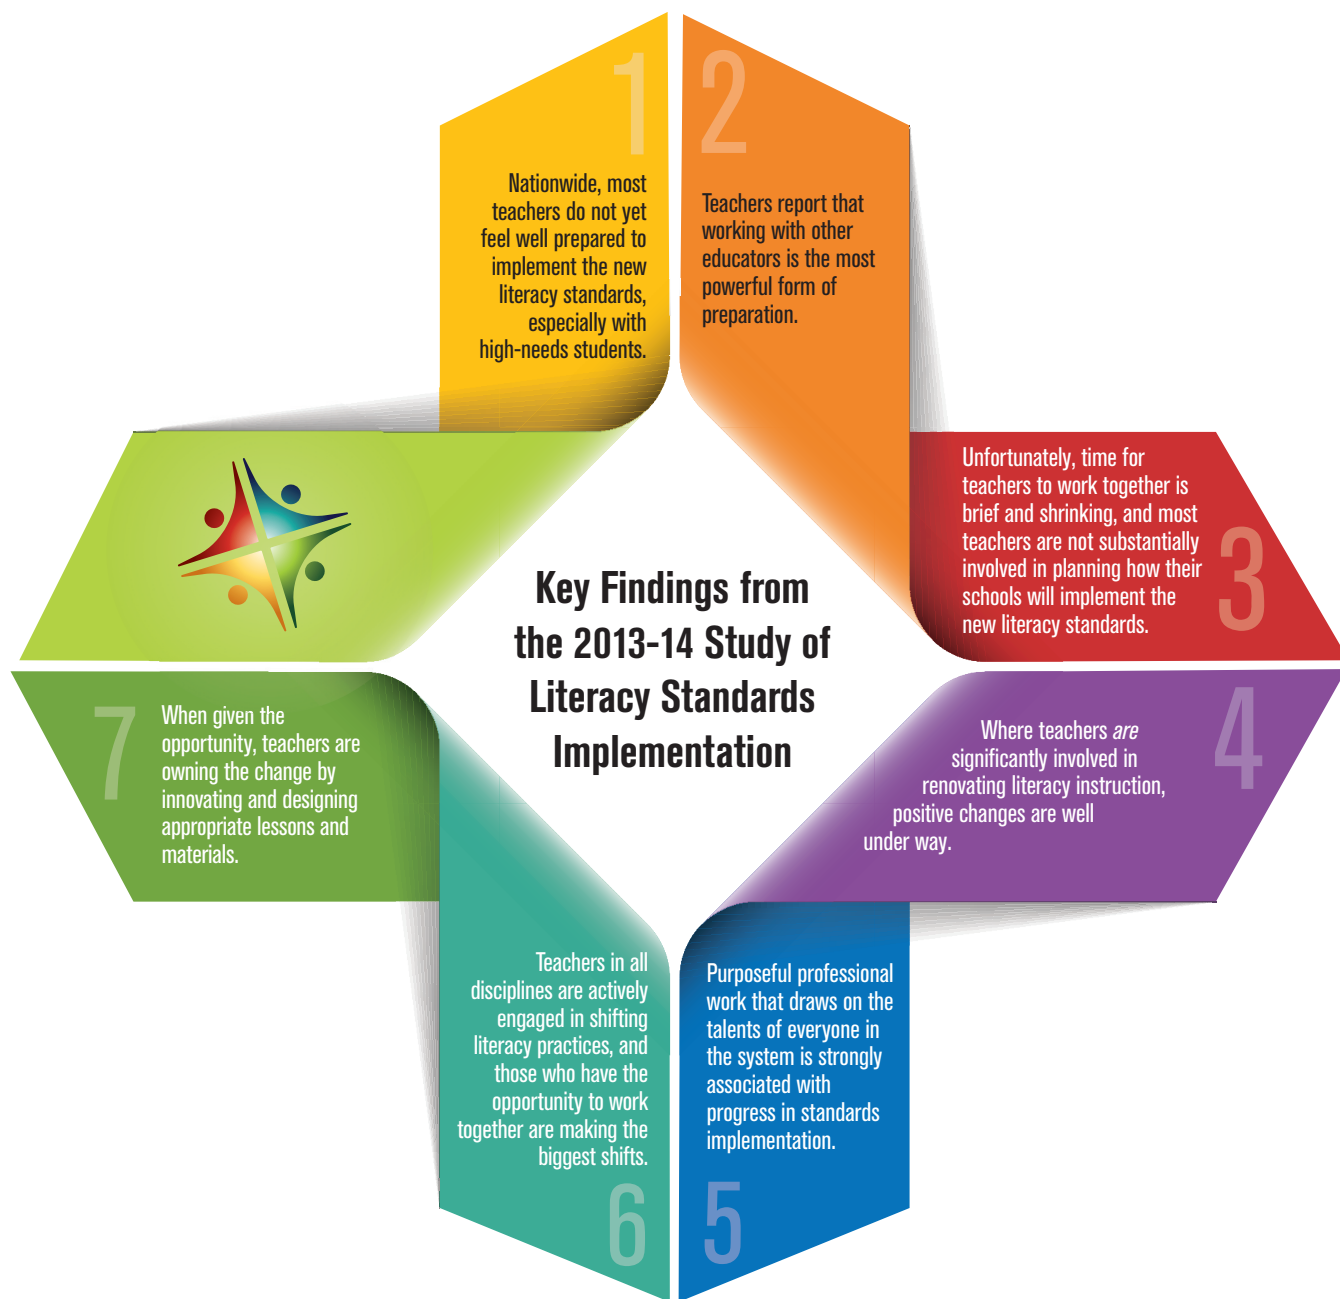 1
Nationwide, most
teachers do not yet
feel well prepared to
implement the new
literacy standards,
especially with
high-needs students.
2
Teachers report that
working with other
educators is the most
powerful form of
preparation.
Unfortunately, time for
teachers to work together is
brief and shrinking, and most
teachers are not substantially
involved in planning how their
schools will implement the
new literacy standards.
3
Key Findings from
the 2013-14 Study of
Literacy Standards
Implementation
4
Where teachers are
significantly involved in
renovating literacy instruction,
positive changes are well
under way.
Purposeful professional
work that draws on the
talents of everyone in
the system is strongly
associated with
progress in standards
implementation.
5
Teachers in all
disciplines are actively
engaged in shifting
literacy practices, and
those who have the
opportunity to work
together are making the
biggest shifts.
6
7
When given the
opportunity, teachers are
owning the change by
innovating and designing
appropriate lessons and
materials.